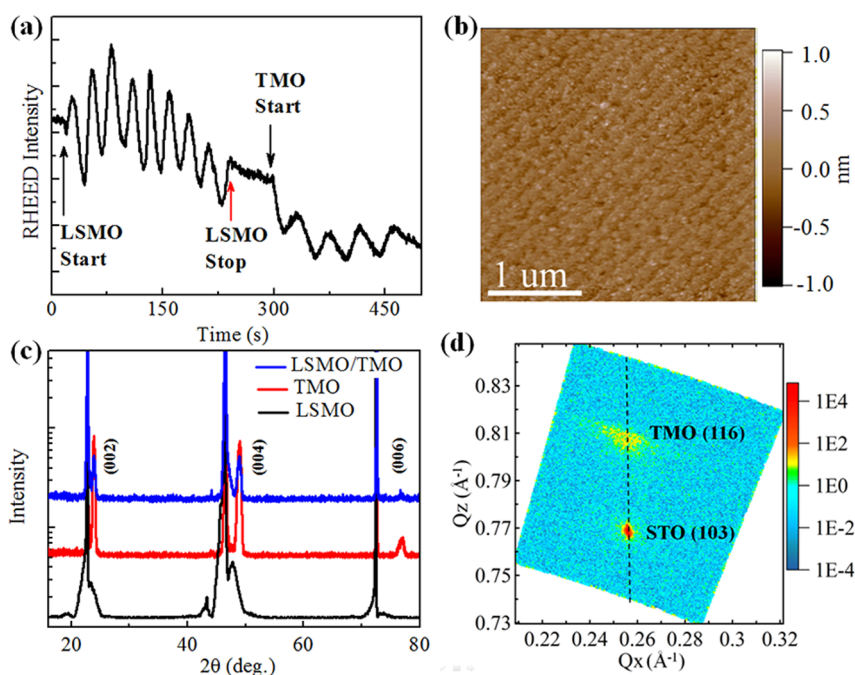 (a)
TMO
Start
RHEED Intensity
LSMO
Start
LSMO
Stop
0
150
300
450
Time (s)
(b)
1 um
1.0
0.5
0.0
-0.5
-1.0
nm
(c)
LSMO/TMO
TMO
LSMO
(002)
(004)
(006)
Intensity
20
40
60
80
2θ (deg.)
(d)
0.83
0.81
0.79
0.77
0.75
0.73
Qz (Å⁻¹)
TMO (116)
STO (103)
0.22
0.24
0.26
0.28
0.3
0.32
Qx (Å⁻¹)
1E4
1E2
1E0
1E-2
1E-4